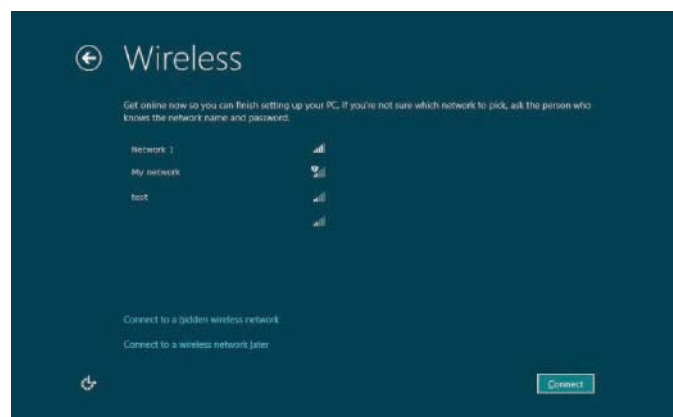 Wireless
Get online now so you can finish setting up your PC. If you're not sure which network to pick, ask the person who
knows the network name and password.
Network 1
My network
test
Connect to a hidden wireless network
Connect to a wireless network later
Connect